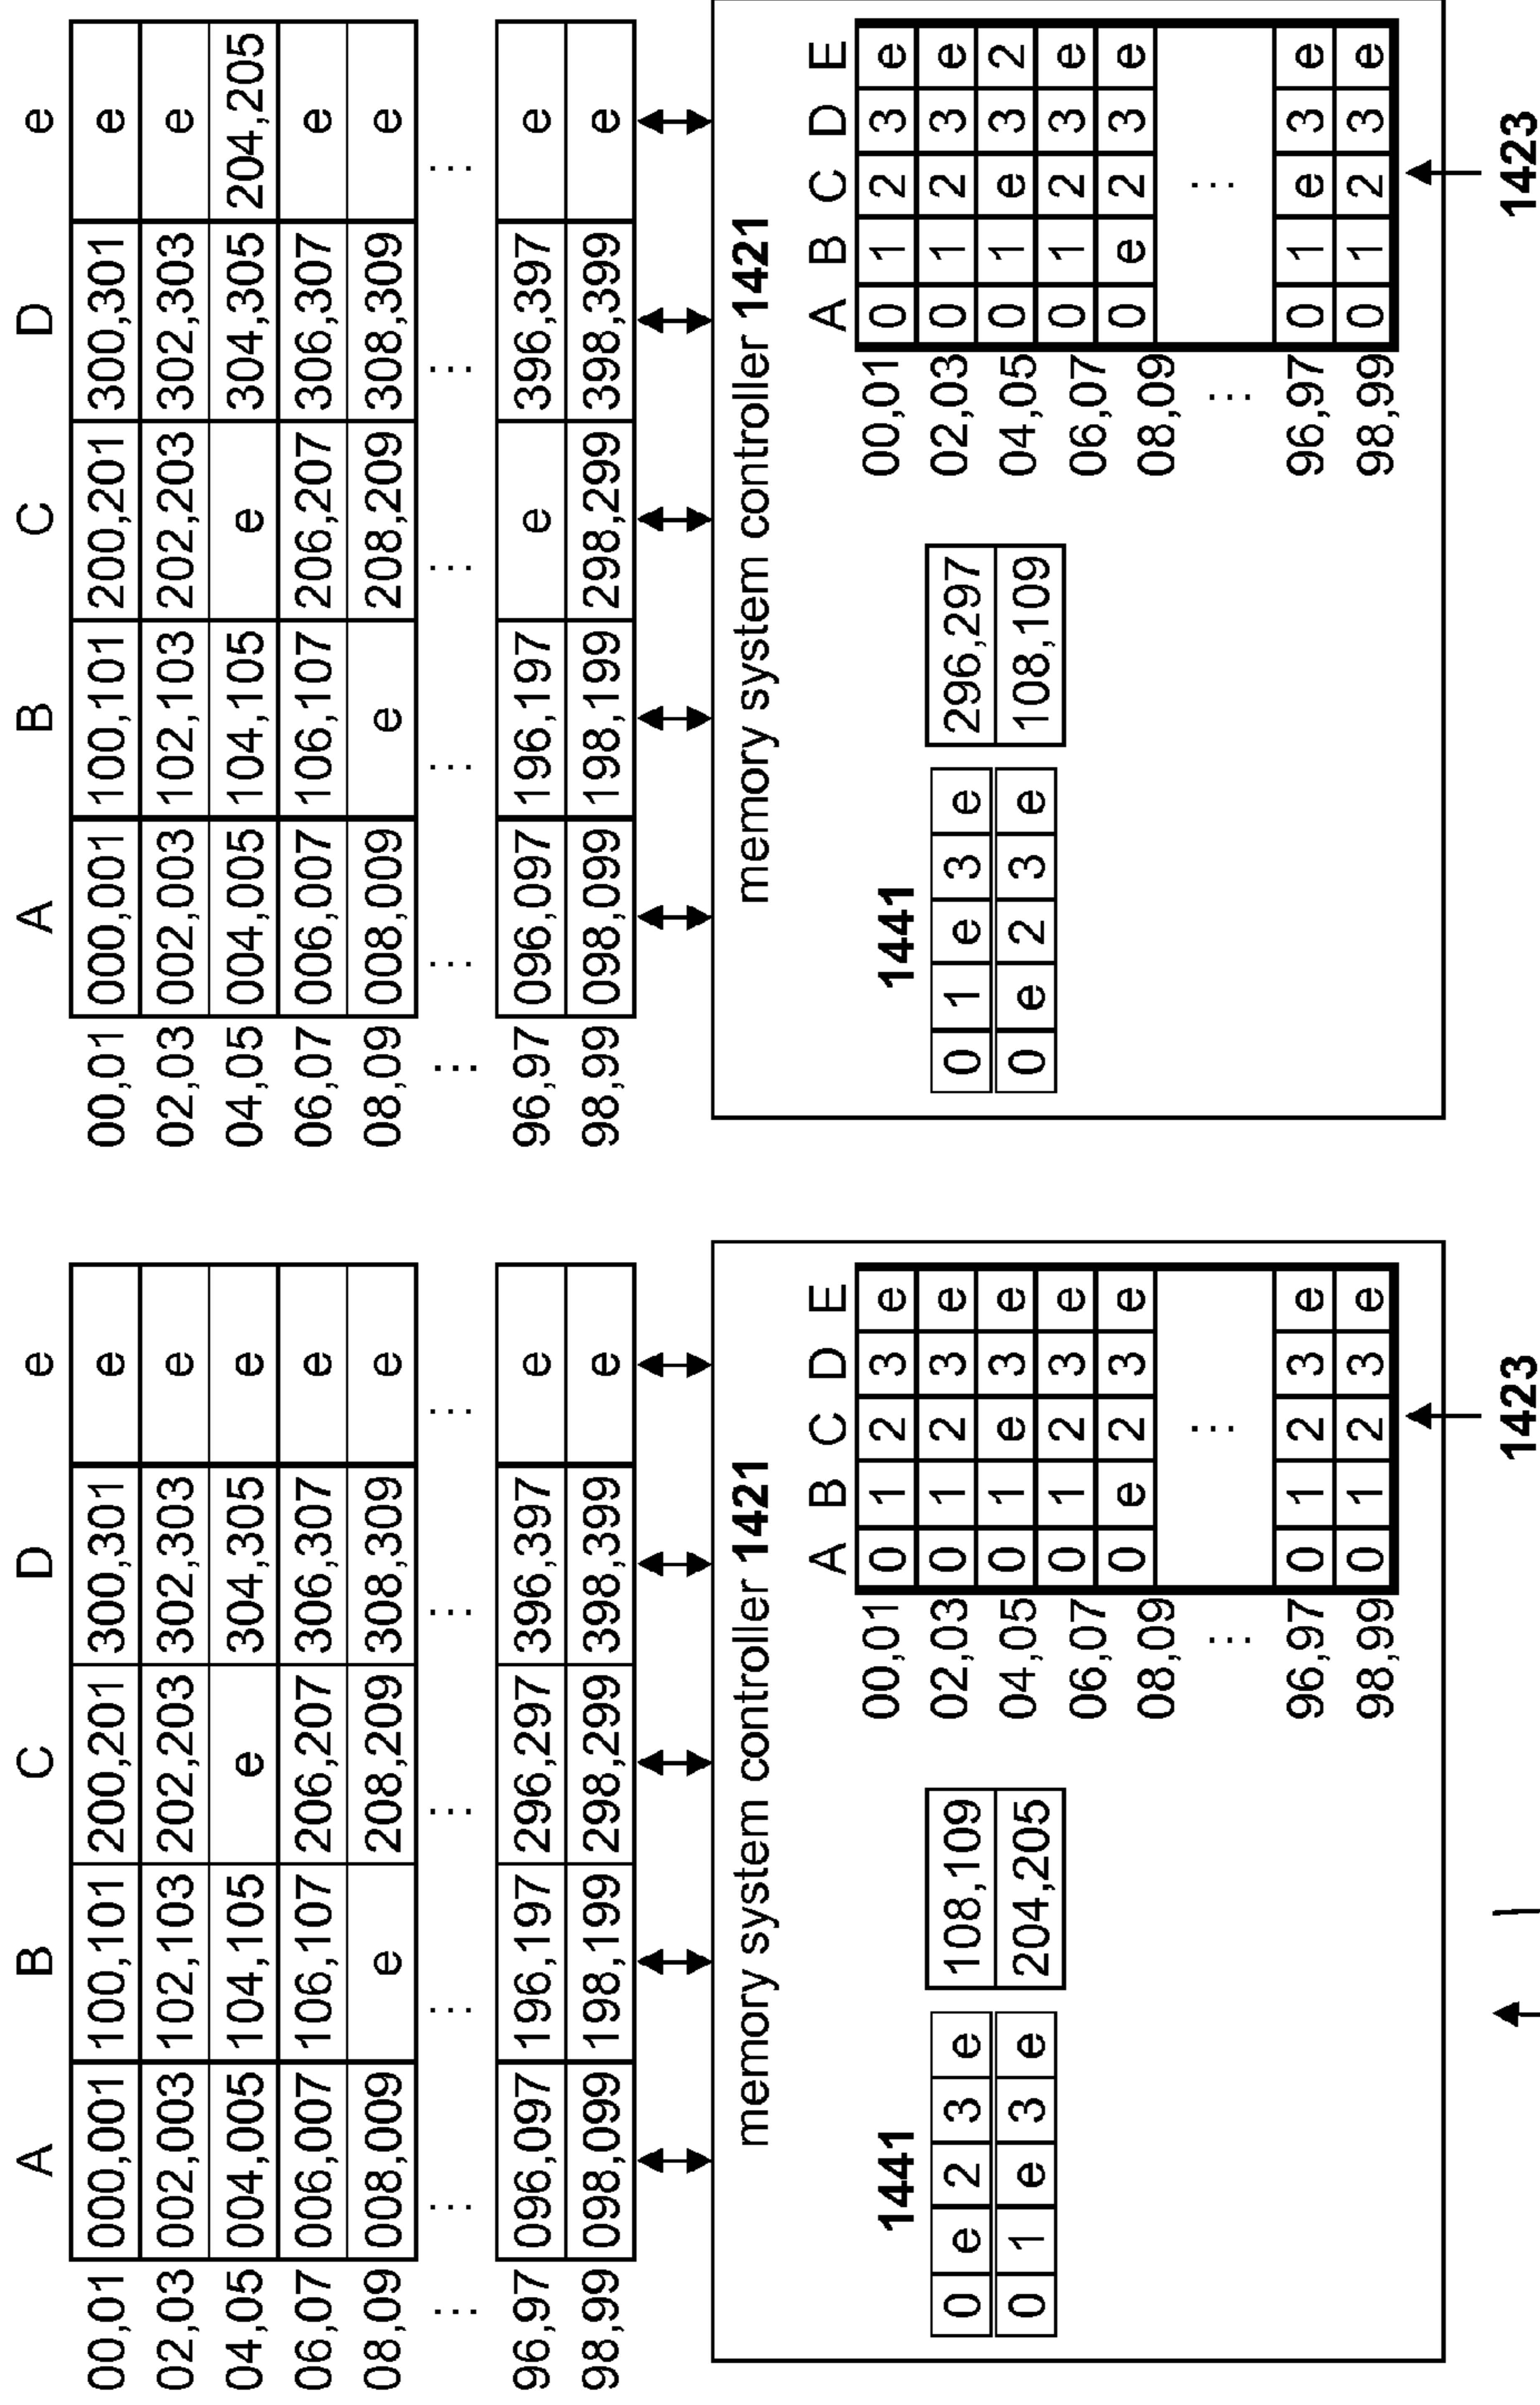 A B C D e
00,01 000,001 100,101 200,201 300,301 e
02,03 002,003 102,103 202,203 302,303 e
04,05 004,005 104,105 e 304,305 e
06,07 006,007 106,107 206,207 306,307 e
08,09 008,009 e 208,209 308,309 e
... ... ... ... ... ...
96,97 096,097 196,197 296,297 396,397 e
98,99 098,099 198,199 298,299 398,399 e
memory system controller 1421
1441
0 e 2 3 e 108,109
0 1 e 3 e 204,205
A B C D E
00,01 0 1 2 3 e
02,03 0 1 2 3 e
04,05 0 1 e 3 e
06,07 0 1 2 3 e
08,09 0 e 2 3 e
... ...
96,97 0 1 2 3 e
98,99 0 1 2 3 e
1423
A B C D e
00,01 000,001 100,101 200,201 300,301 e
02,03 002,003 102,103 202,203 302,303 e
04,05 004,005 104,105 e 304,305 204,205
06,07 006,007 106,107 206,207 306,307 e
08,09 008,009 e 208,209 308,309 e
... ... ... ... ... ...
96,97 096,097 196,197 e 396,397 e
98,99 098,099 198,199 298,299 398,399 e
memory system controller 1421
1441
0 1 e 3 e 296,297
0 e 2 3 e 108,109
A B C D E
00,01 0 1 2 3 e
02,03 0 1 2 3 e
04,05 0 1 e 3 2
06,07 0 1 2 3 e
08,09 0 e 2 3 e
... ...
96,97 0 1 e 3 e
98,99 0 1 2 3 e
1423